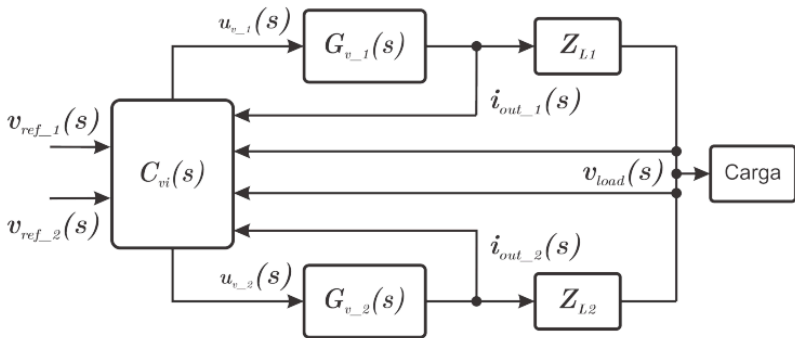 u_{v_1}(s)
G_{v_1}(s)
Z_{L1}
i_{out_1}(s)
v_{ref_1}(s)
C_{vi}(s)
v_{load}(s)
Carga
v_{ref_2}(s)
i_{out_2}(s)
u_{v_2}(s)
G_{v_2}(s)
Z_{L2}